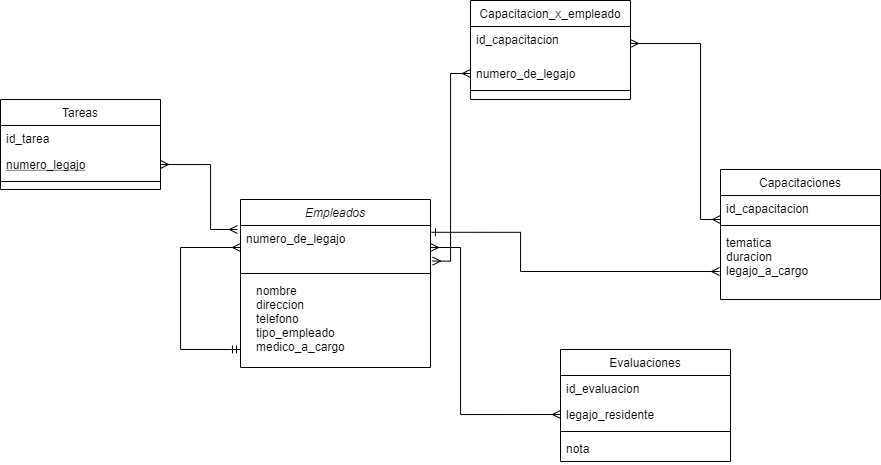 Capacitacion_x_empleado
id_capacitacion
numero_de_legajo
Tareas
id_tarea
numero_legajo
Empleados
numero_de_legajo
nombre
direccion
telefono
tipo_empleado
medico_a_cargo
Capacitaciones
id_capacitacion
tematica
duracion
legajo_a_cargo
Evaluaciones
id_evaluacion
legajo_residente
nota